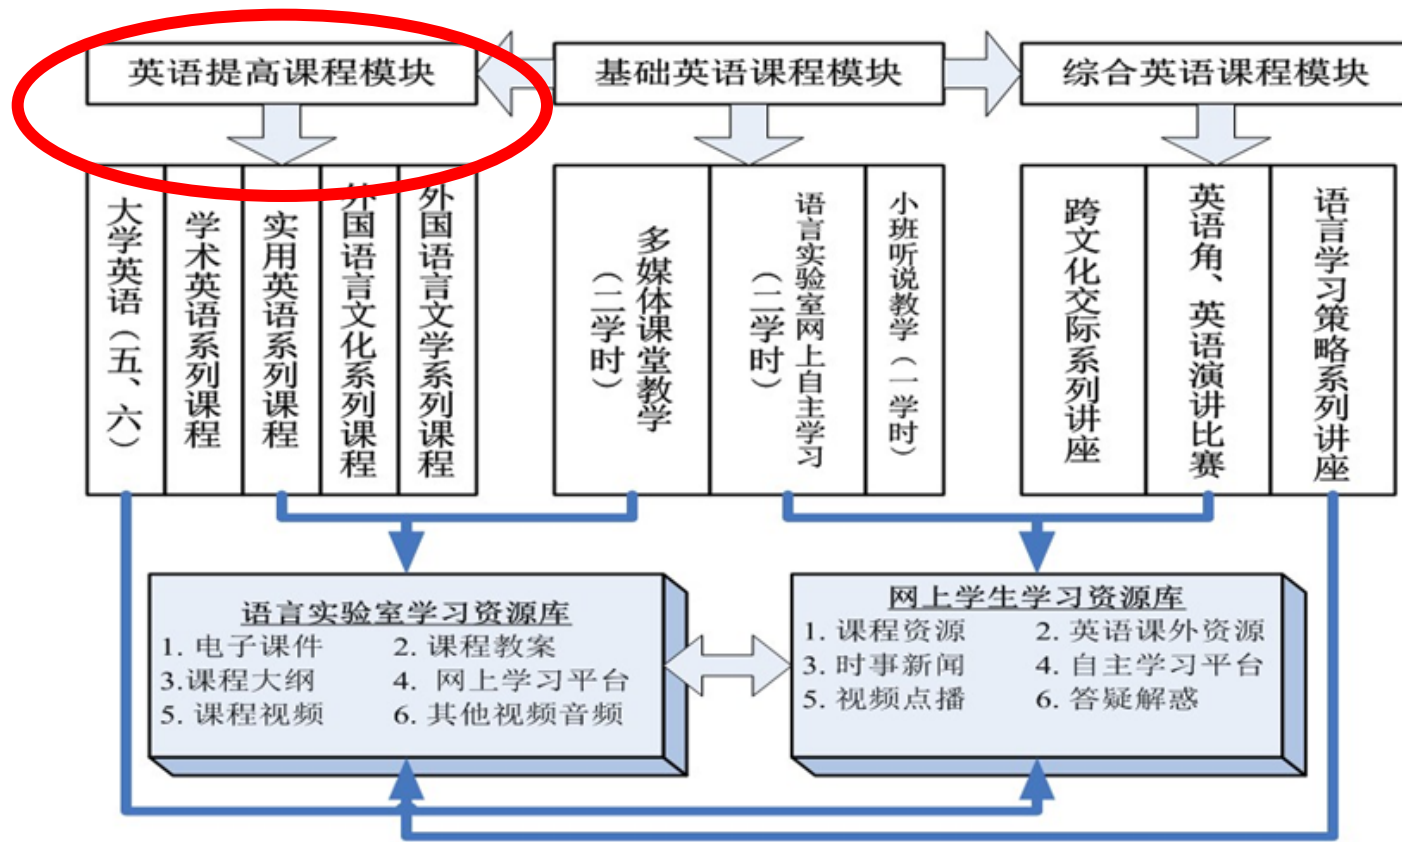 英语提高课程模块
基础英语课程模块
综合英语课程模块
大学英语（五、六）
学术英语系列课程
实用英语系列课程
外国语言文化系列课程
外国语言文学系列课程
多媒体课堂教学
（二学时）
语言实验室网上自主学习
（二学时）
小班听说教学（一学时）
跨文化交际系列讲座
英语角、英语演讲比赛
语言学习策略系列讲座
语言实验室学习资源库
1. 电子课件 2. 课程教案
3.课程大纲 4. 网上学习平台
5. 课程视频 6. 其他视频音频
网上学生学习资源库
1. 课程资源 2. 英语课外资源
3. 时事新闻 4. 自主学习平台
5. 视频点播 6. 答疑解惑